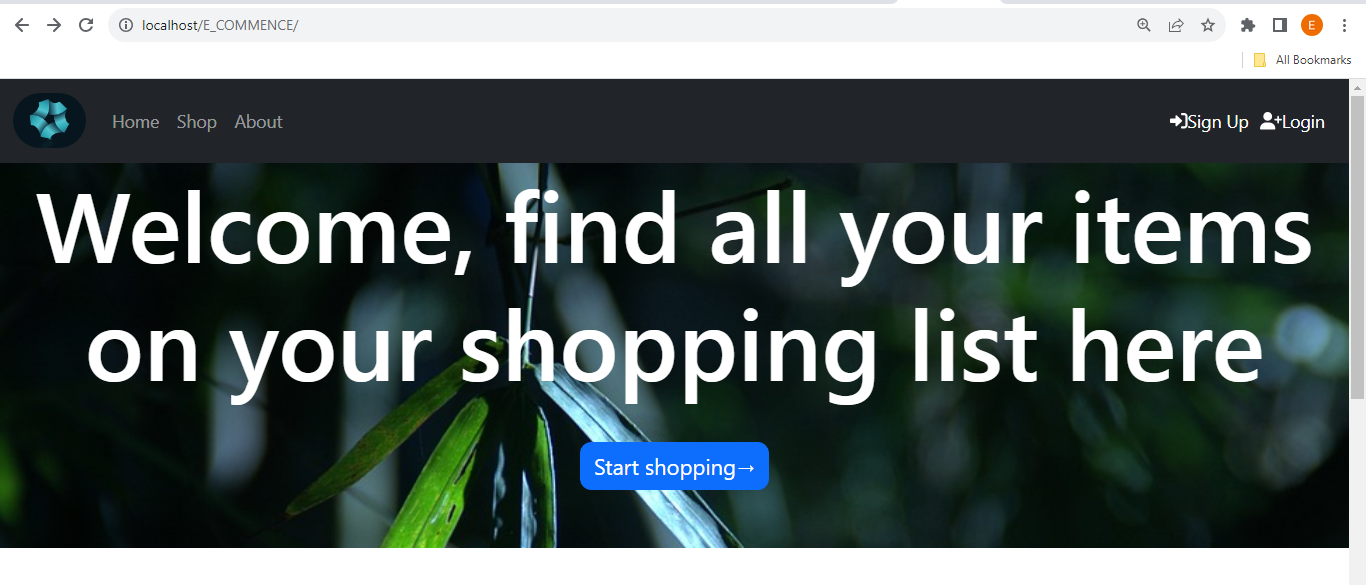 localhost/E_COMMENCE/
E
All Bookmarks
Home Shop About Sign Up Login
Welcome, find all your items
on your shopping list here
Start shopping→